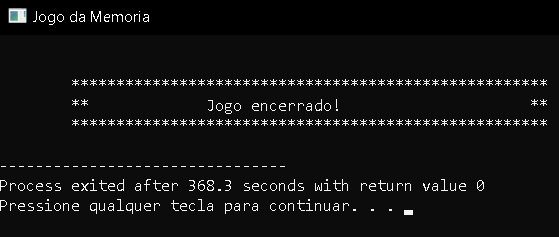 Jogo da Memoria
*****************************************************
** Jogo encerrado! **
*****************************************************
--------------------------------
Process exited after 368.3 seconds with return value 0
Pressione qualquer tecla para continuar. . .